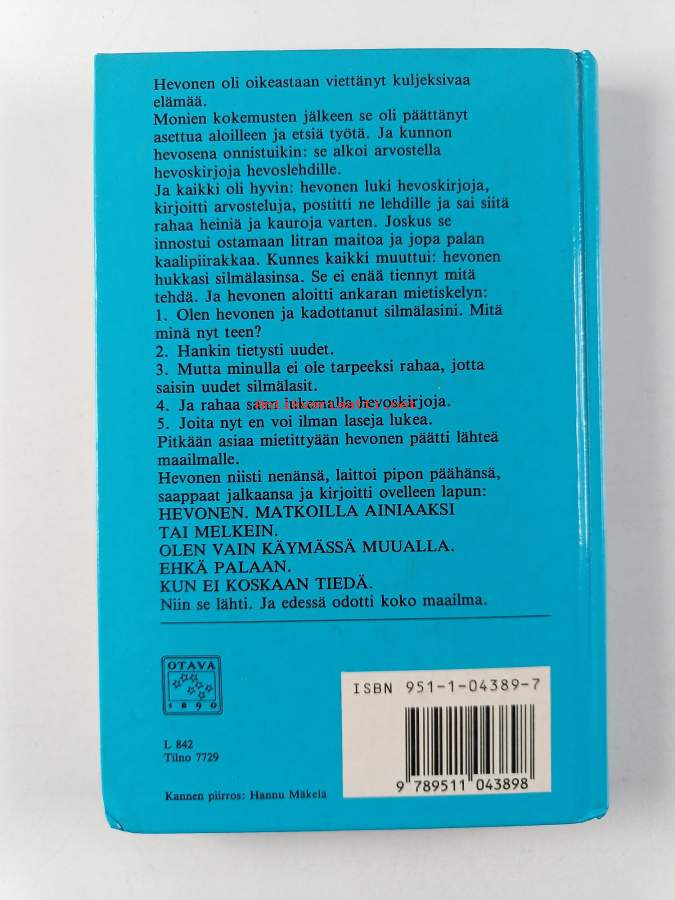 Hevonen oli oikeastaan viettänyt kuljeksivaa
elämää.
Monien kokemusten jälkeen se oli päättänyt
asettua aloilleen ja etsiä työtä. Ja kunnon
hevosena onnistuikin: se alkoi arvostella
hevoskirjoja hevoslehdille.
Ja kaikki oli hyvin: hevonen luki hevoskirjoja,
kirjoitti arvosteluja, postitti ne lehdille ja sai siitä
rahaa heiniä ja kauroja varten. Joskus se
innostui ostamaan litran maitoa ja jopa palan
kaalipiirakkaa. Kunnes kaikki muuttui: hevonen
hukkasi silmälasinsa. Se ei enää tiennyt mitä
tehdä. Ja hevonen aloitti ankaran mietiskelyn:
1. Olen hevonen ja kadottanut silmälasini. Mitä
minä nyt teen?
2. Hankin tietysti uudet.
3. Mutta minulla ei ole tarpeeksi rahaa, jotta
saisin uudet silmälasit.
4. Ja rahaa saan lukemalla hevoskirjoja.
5. Joita nyt en voi ilman laseja lukea.
Pitkään asiaa mietittyään hevonen päätti lähteä
maailmalle.
Hevonen niisti nenänsä, laittoi pipon päähänsä,
saappaat jalkaansa ja kirjoitti ovelleen lapun:
HEVONEN. MATKOILLA AINIAAKSI
TAI MELKEIN.
OLEN VAIN KÄYMÄSSÄ MUUALLA.
EHKÄ PALAAN.
KUN EI KOSKAAN TIEDÄ.
Niin se lähti. Ja edessä odotti koko maailma.
OTAVA
1890
ISBN 951-1-04389-7
9 789511 043898
L 842
Tilno 7729
Kannen piirros: Hannu Mäkelä